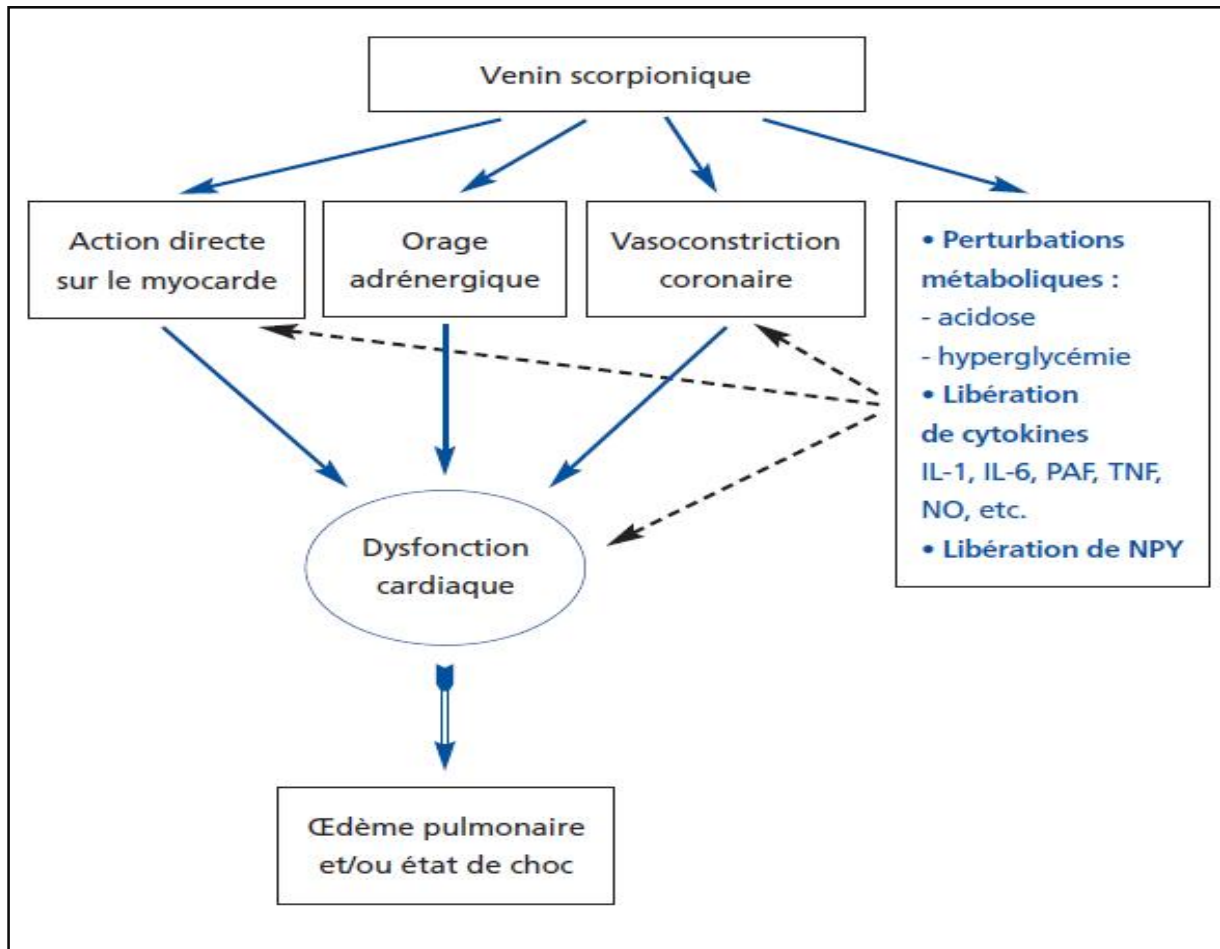 Venin scorpionique
Action directe
sur le myocarde
Orage
adrénergique
Vasoconstriction
coronaire
• Perturbations
métaboliques :
- acidose
- hyperglycémie
• Libération
de cytokines
IL-1, IL-6, PAF, TNF,
NO, etc.
• Libération de NPY
Dysfonction
cardiaque
Œdème pulmonaire
et/ou état de choc